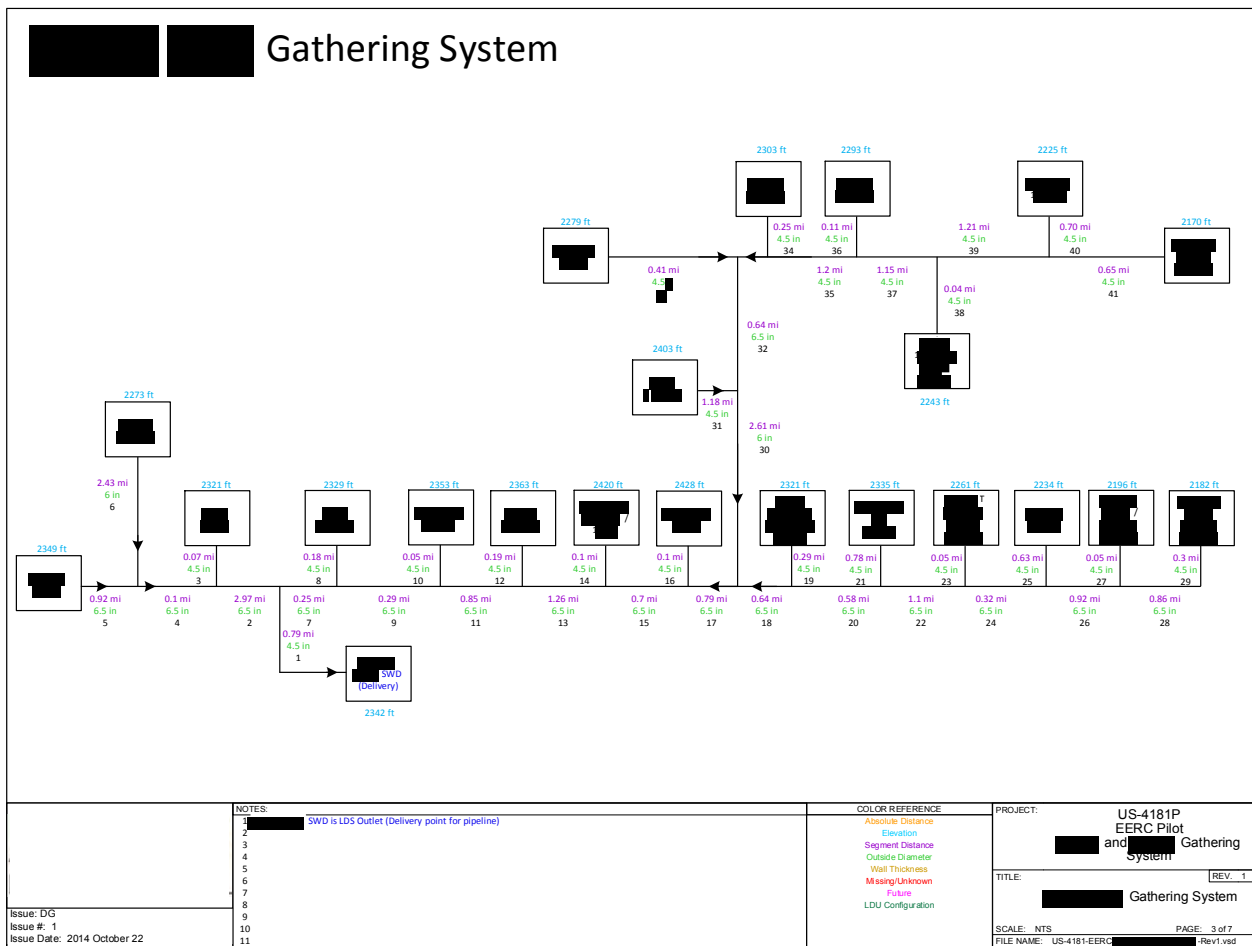 Gathering System
2303 ft
2293 ft
2225 ft
2279 ft
2170 ft
0.25 mi
4.5 in
34
0.11 mi
4.5 in
36
1.21 mi
4.5 in
39
0.70 mi
4.5 in
40
0.41 mi
4.5
1.2 mi
4.5 in
35
1.15 mi
4.5 in
37
0.04 mi
4.5 in
38
0.65 mi
4.5 in
41
0.64 mi
6.5 in
32
2403 ft
2243 ft
1.18 mi
4.5 in
31
2.61 mi
6 in
30
2273 ft
2.43 mi
6 in
6
2321 ft
2329 ft
2353 ft
2363 ft
2420 ft
2428 ft
2321 ft
2335 ft
2261 ft
2234 ft
2196 ft
2182 ft
2349 ft
0.07 mi
4.5 in
3
0.18 mi
4.5 in
8
0.05 mi
4.5 in
10
0.19 mi
4.5 in
12
0.1 mi
4.5 in
14
0.1 mi
4.5 in
16
0.29 mi
4.5 in
19
0.78 mi
4.5 in
21
0.05 mi
4.5 in
23
0.63 mi
4.5 in
25
0.05 mi
4.5 in
27
0.3 mi
4.5 in
29
0.92 mi
6.5 in
5
0.1 mi
6.5 in
4
2.97 mi
6.5 in
2
0.25 mi
6.5 in
7
0.29 mi
6.5 in
9
0.85 mi
6.5 in
11
1.26 mi
6.5 in
13
0.7 mi
6.5 in
15
0.79 mi
6.5 in
17
0.64 mi
6.5 in
18
0.58 mi
6.5 in
20
1.1 mi
6.5 in
22
0.32 mi
6.5 in
24
0.92 mi
6.5 in
26
0.86 mi
6.5 in
28
0.79 mi
4.5 in
1
SWD
(Delivery)
2342 ft
Issue: DG
Issue #: 1
Issue Date: 2014 October 22
NOTES:
1 SWD is LDS Outlet (Delivery point for pipeline)
2
3
4
5
6
7
8
9
10
11
COLOR REFERENCE
Absolute Distance
Elevation
Segment Distance
Outside Diameter
Wall Thickness
Missing/Unknown
Future
LDU Configuration
PROJECT:
US-4181P
EERC Pilot
and Gathering
System
TITLE:
REV. 1
Gathering System
SCALE: NTS
PAGE: 3 of 7
FILE NAME: US-4181-EERC -Rev1.vsd